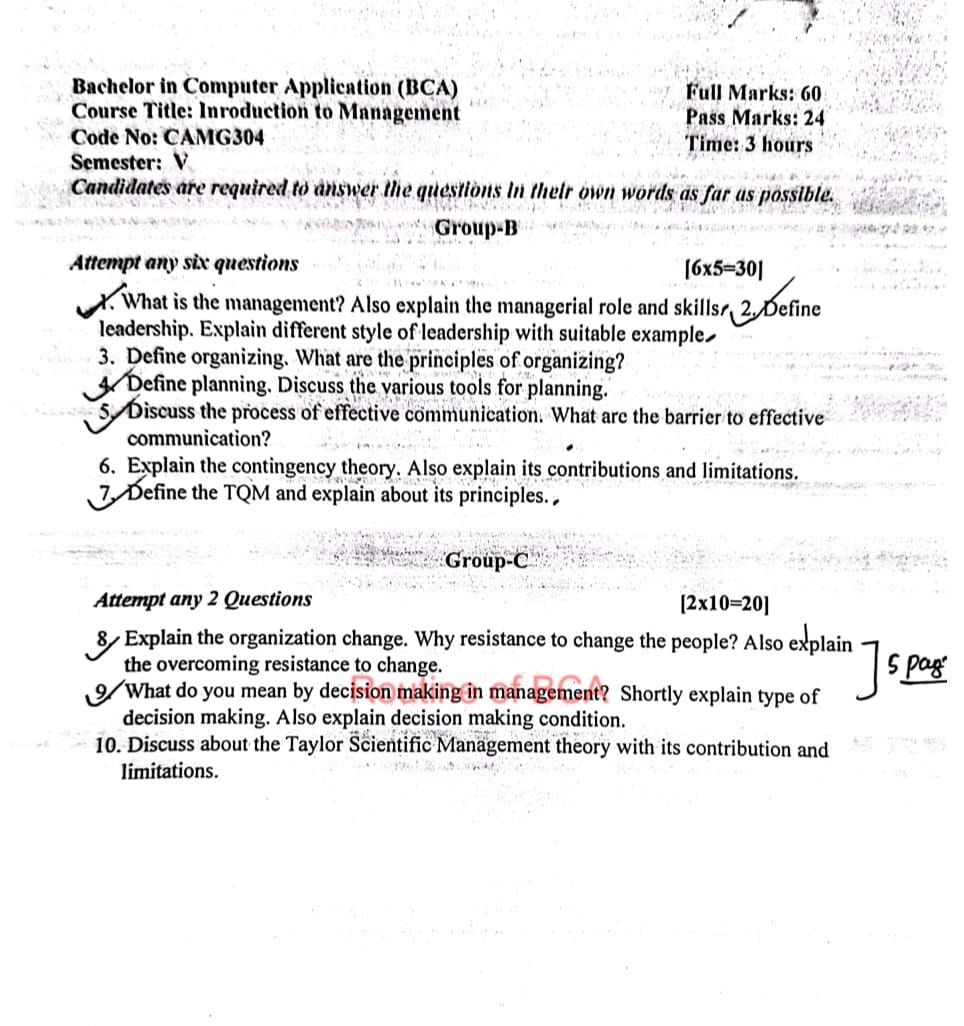 Bachelor in Computer Application (BCA)
Full Marks: 60
Course Title: Inroduction to Management
Pass Marks: 24
Code No: CAMG304
Time: 3 hours
Semester: V
Candidates are required to answer the questions in their own words as far as possible.
Group-B
Attempt any six questions [6x5=30]
1. What is the management? Also explain the managerial role and skills. 2. Define
leadership. Explain different style of leadership with suitable example.
3. Define organizing. What are the principles of organizing?
4. Define planning. Discuss the various tools for planning.
5. Discuss the process of effective communication. What are the barrier to effective
communication?
6. Explain the contingency theory. Also explain its contributions and limitations.
7. Define the TQM and explain about its principles.
Group-C
Attempt any 2 Questions [2x10=20]
8. Explain the organization change. Why resistance to change the people? Also explain
the overcoming resistance to change.
5 pag
9. What do you mean by decision making in management? Shortly explain type of
Routine of BCA
decision making. Also explain decision making condition.
10. Discuss about the Taylor Scientific Management theory with its contribution and
limitations.